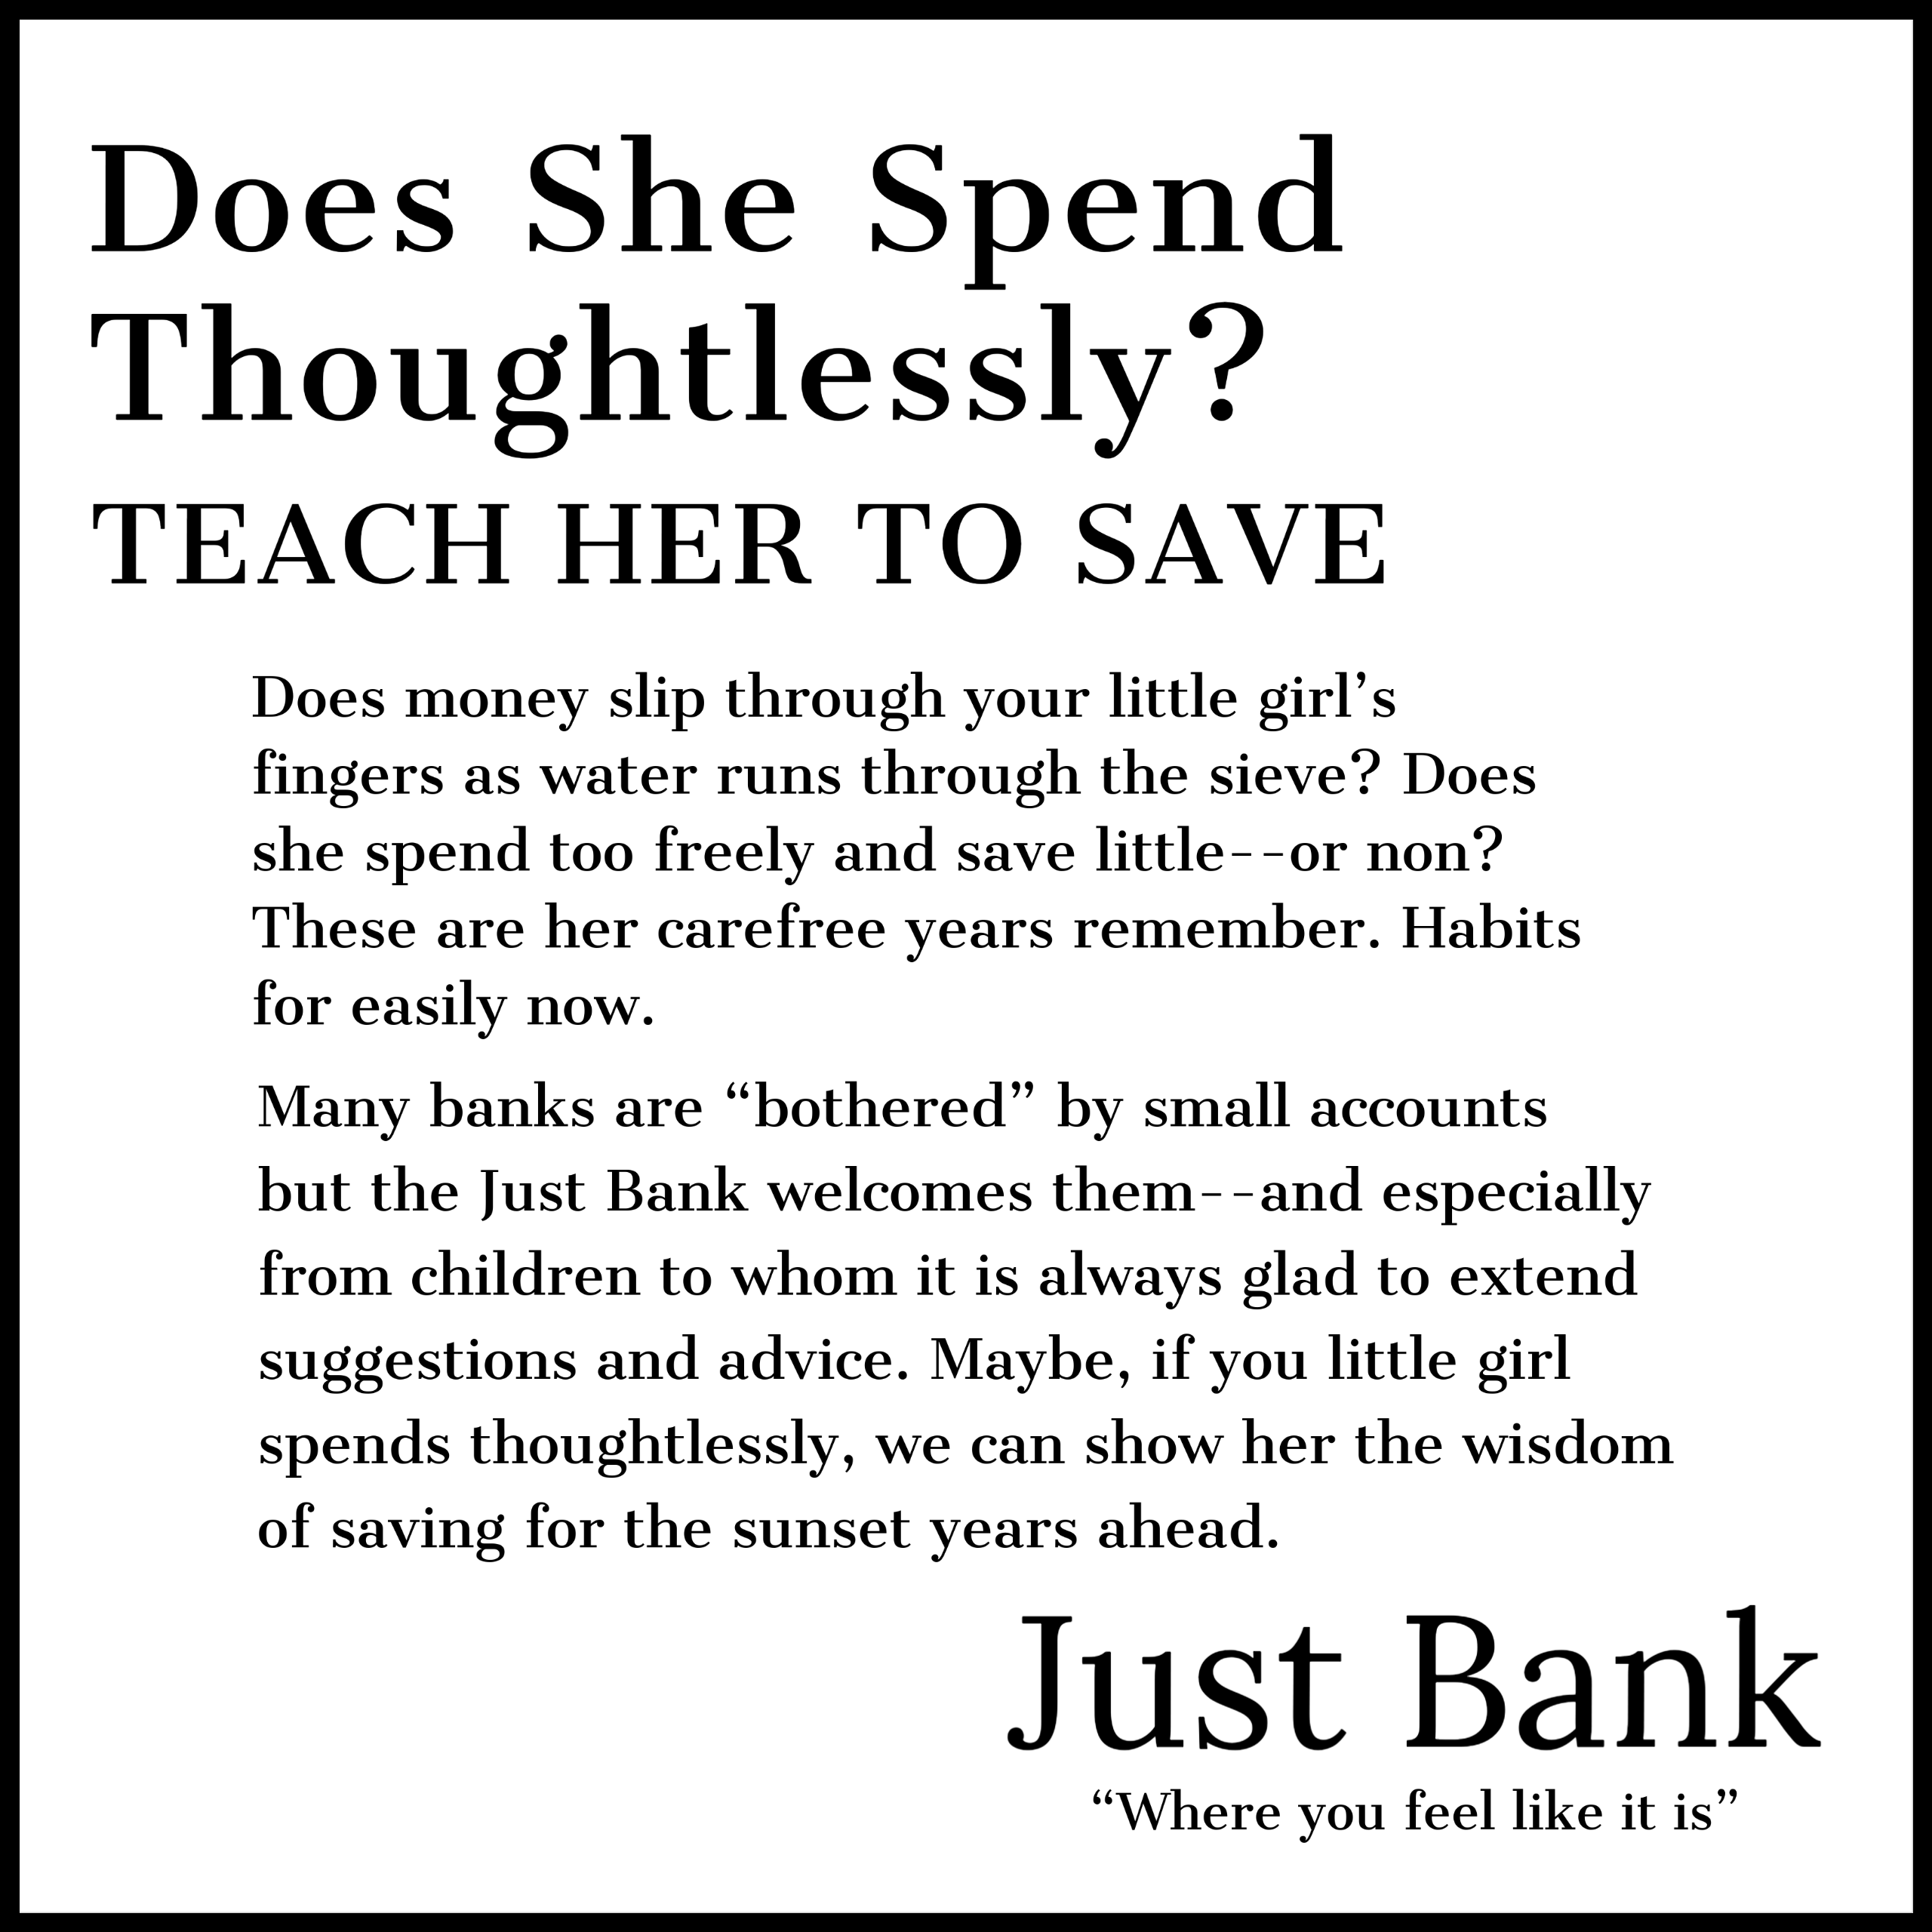 Does She Spend
Thoughtlessly?
TEACH HER TO SAVE
Does money slip through your little girl’s
fingers as water runs through the sieve? Does
she spend too freely and save little--or non?
These are her carefree years remember. Habits
for easily now.
Many banks are “bothered” by small accounts
but the Just Bank welcomes them--and especially
from children to whom it is always glad to extend
suggestions and advice. Maybe, if you little girl
spends thoughtlessly, we can show her the wisdom
of saving for the sunset years ahead.
Just Bank
“Where you feel like it is”